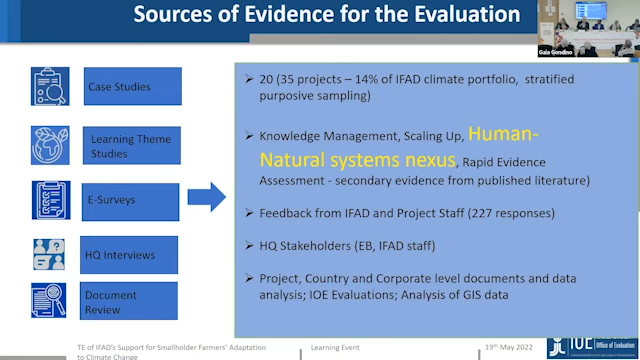 Sources of Evidence for the Evaluation
Gaia Gondino
Case Studies
Learning Theme
Studies
E-Surveys
HQ Interviews
Document
Review
➢ 20 (35 projects – 14% of IFAD climate portfolio, stratified
purposive sampling)
➢ Knowledge Management, Scaling Up, Human-
Natural systems nexus, Rapid Evidence
Assessment - secondary evidence from published literature)
➢ Feedback from IFAD and Project Staff (227 responses)
➢ HQ Stakeholders (EB, IFAD staff)
➢ Project, Country and Corporate level documents and data
analysis; IOE Evaluations; Analysis of GIS data
TE of IFAD's Support for Smallholder Farmers' Adaptation
to Climate Change
Learning Event
19th May 2022
IOE
Office of Evaluation